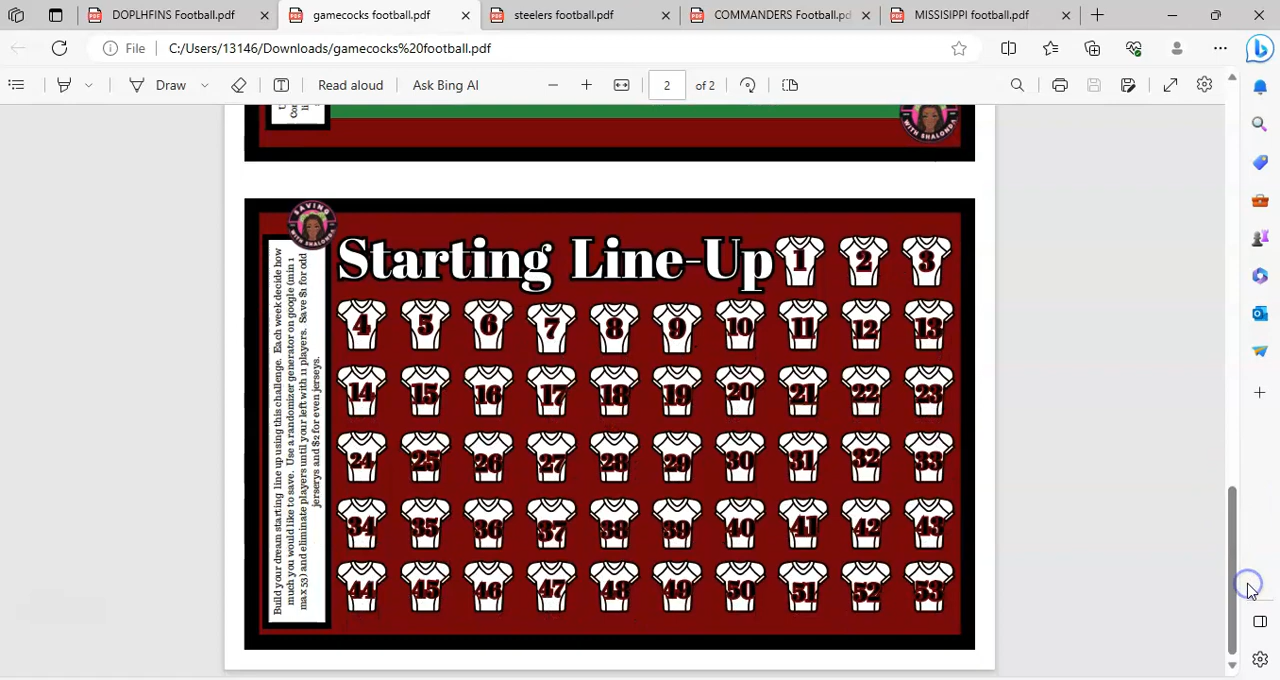 DOPLHFINS Football.pdf
gamecocks football.pdf
steelers football.pdf
COMMANDERS Football.pdf
MISSISIPPI football.pdf
File
C:/Users/13146/Downloads/gamecocks%20football.pdf
Draw
Read aloud
Ask Bing AI
2
of 2
WITH SHALONDA
SAVING
WITH SHALONDA
Build your dream starting line up using this challenge. Each week decide how
much you would like to save. Use a randomizer generator on google (min 1
max 53) and eliminate players until your left with 11 players. Save $1 for odd
jerserys and $2 for even jerseys.
Starting Line-Up
1 2 3
4 5 6 7 8 9 10 11 12 13
14 15 16 17 18 19 20 21 22 23
24 25 26 27 28 29 30 31 32 33
34 35 36 37 38 39 40 41 42 43
44 45 46 47 48 49 50 51 52 53